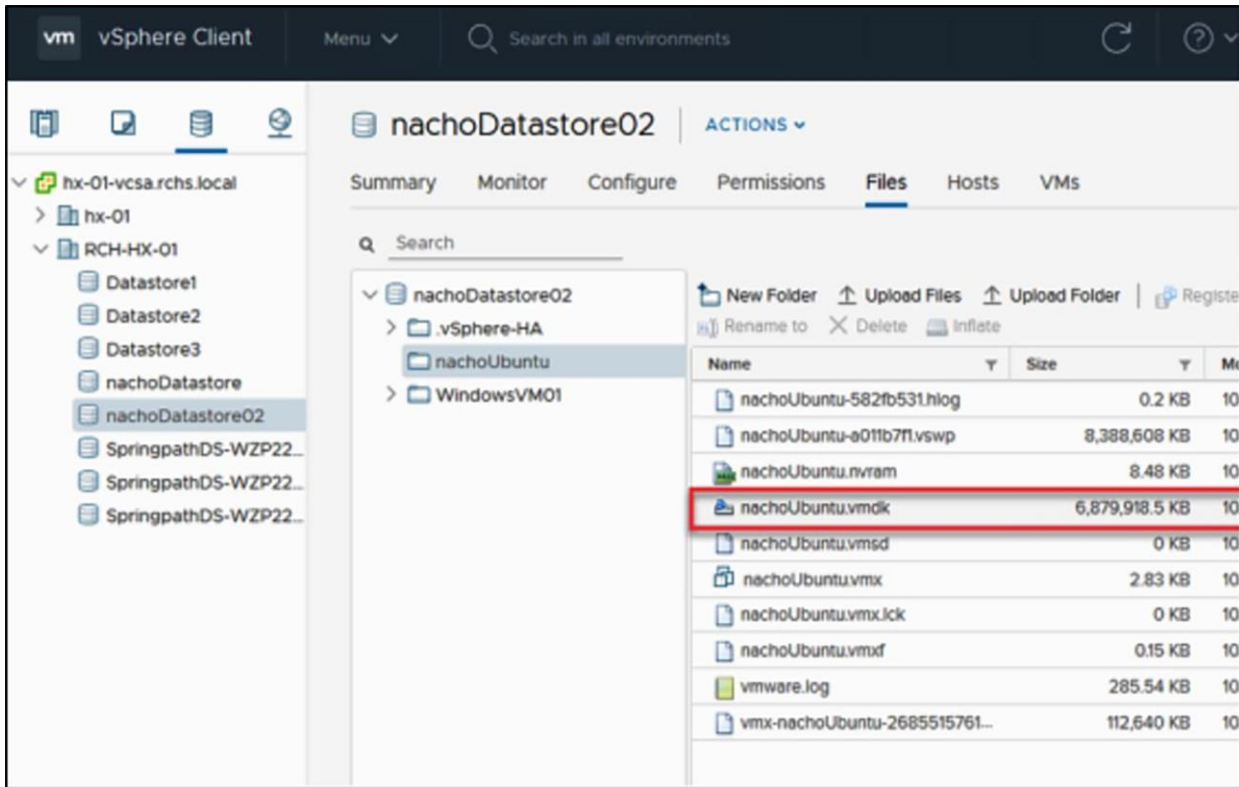 vm vSphere Client Menu Search in all environments
nachoDatastore02 ACTIONS
Summary Monitor Configure Permissions Files Hosts VMs
hx-01-vcsa.rchs.local
hx-01
RCH-HX-01
Datastore1
Datastore2
Datastore3
nachoDatastore
nachoDatastore02
SpringpathDS-WZP22...
SpringpathDS-WZP22...
SpringpathDS-WZP22...
Search
nachoDatastore02
.vSphere-HA
nachoUbuntu
WindowsVM01
New Folder Upload Files Upload Folder Registe
Rename to Delete Inflate
Name Size Mo
nachoUbuntu-582fb531.hlog 0.2 KB 10
nachoUbuntu-a011b7f1.vswp 8,388,608 KB 10
nachoUbuntu.nvram 8.48 KB 10
nachoUbuntu.vmdk 6,879,918.5 KB 10
nachoUbuntu.vmsd 0 KB 10
nachoUbuntu.vmx 2.83 KB 10
nachoUbuntu.vmx.lck 0 KB 10
nachoUbuntu.vmxf 0.15 KB 10
vmware.log 285.54 KB 10
vmx-nachoUbuntu-2685515761... 112,640 KB 10